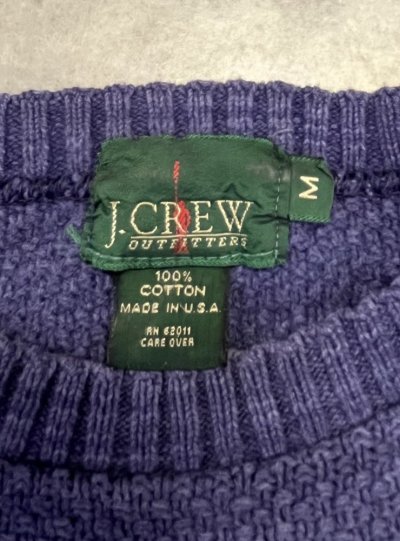 J.CREW
OUTFITTERS
M
100%
COTTON
MADE IN U.S.A.
RN 62011
CARE OVER